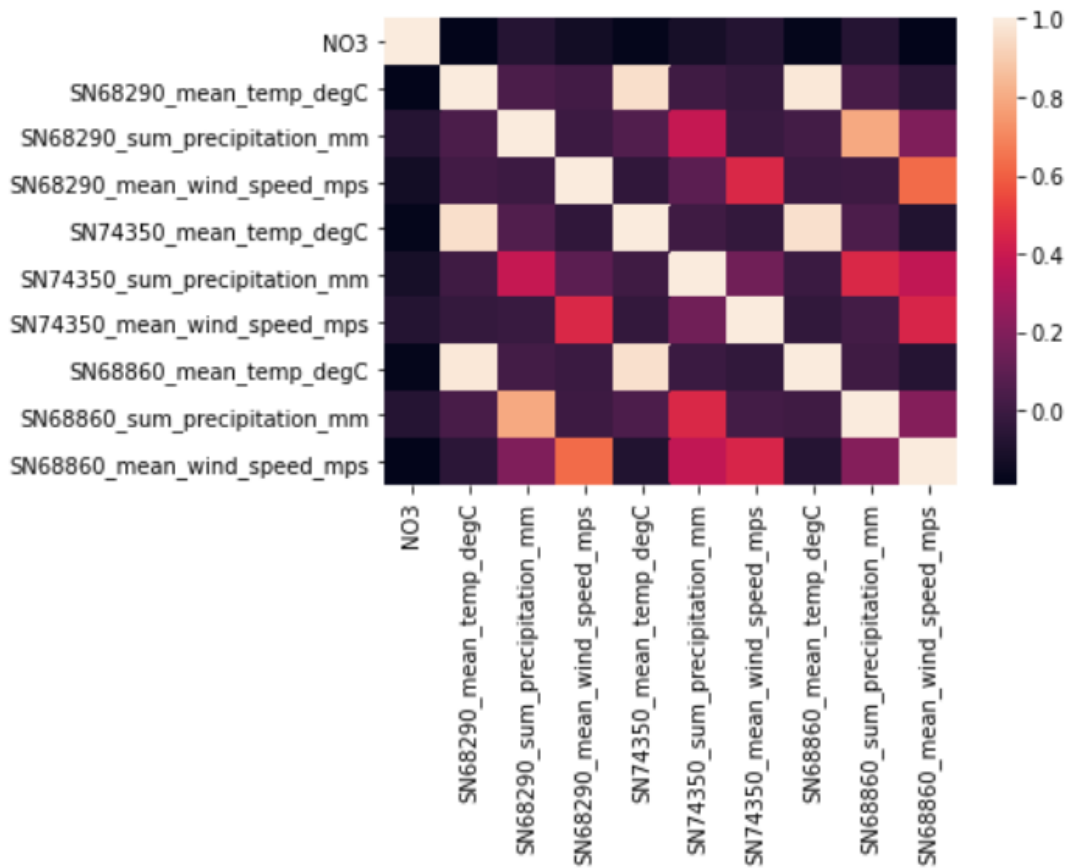 NO3
SN68290_mean_temp_degC
SN68290_sum_precipitation_mm
SN68290_mean_wind_speed_mps
SN74350_mean_temp_degC
SN74350_sum_precipitation_mm
SN74350_mean_wind_speed_mps
SN68860_mean_temp_degC
SN68860_sum_precipitation_mm
SN68860_mean_wind_speed_mps
NO3
SN68290_mean_temp_degC
SN68290_sum_precipitation_mm
SN68290_mean_wind_speed_mps
SN74350_mean_temp_degC
SN74350_sum_precipitation_mm
SN74350_mean_wind_speed_mps
SN68860_mean_temp_degC
SN68860_sum_precipitation_mm
SN68860_mean_wind_speed_mps
1.0
0.8
0.6
0.4
0.2
0.0